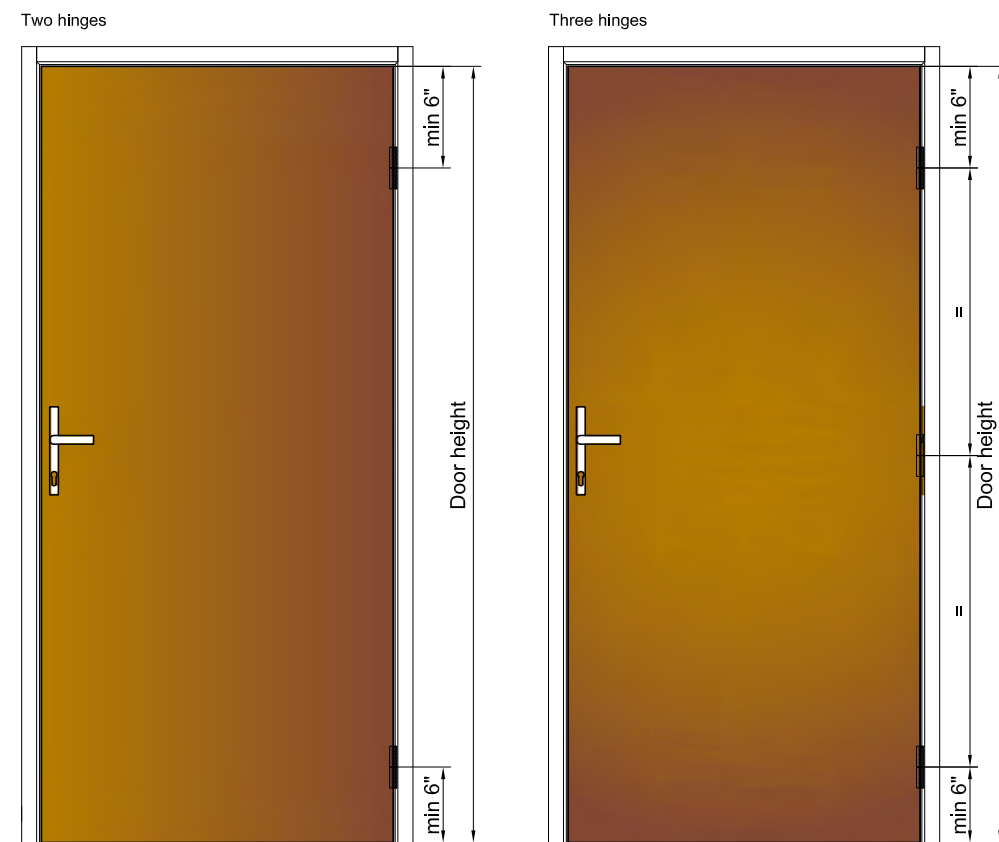 Two hinges
Three hinges
min 6"
Door height
min 6"
min 6"
=
Door height
=
min 6"